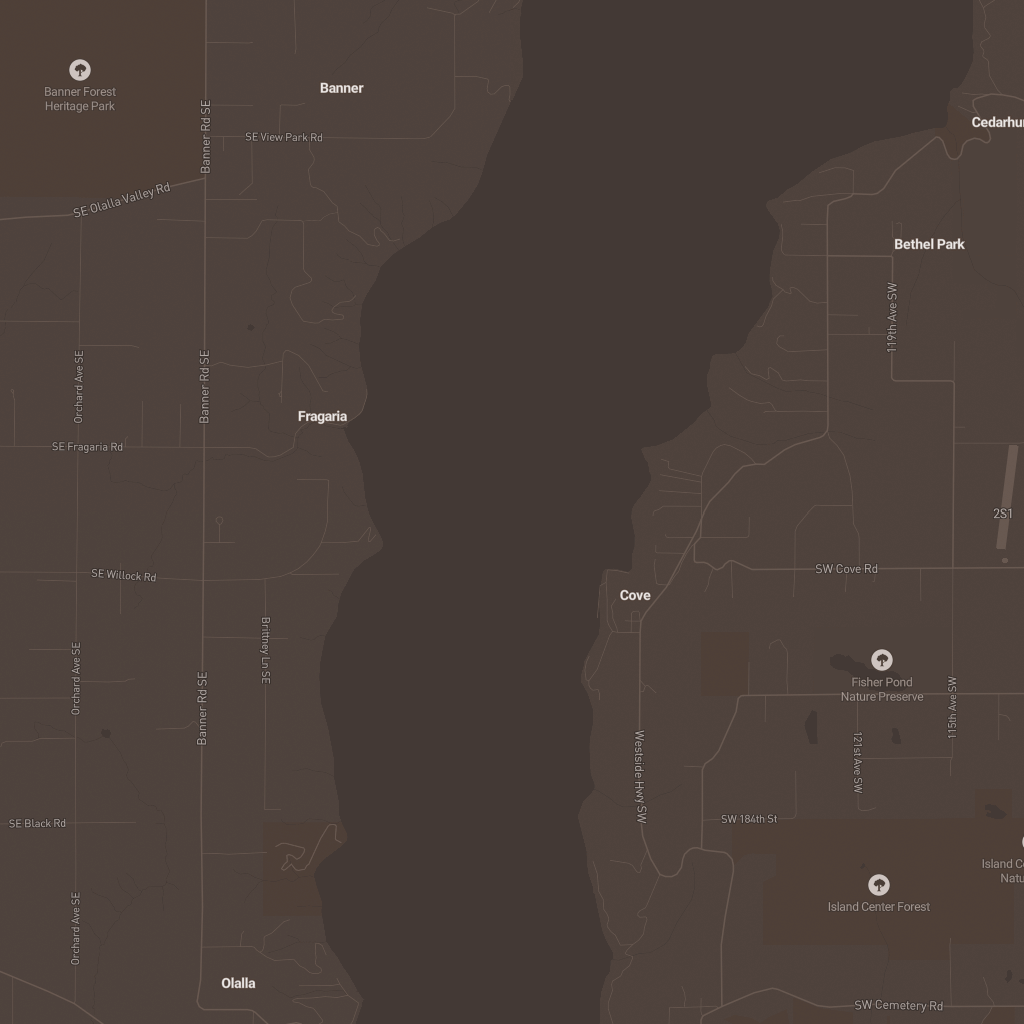 Banner
Banner Forest
Heritage Park
Cedarhu
Banner Rd SE
SE View Park Rd
SE Olalla Valley Rd
Bethel Park
119th Ave SW
Orchard Ave SE
Banner Rd SE
Fragaria
SE Fragaria Rd
2S1
SE Willock Rd
SW Cove Rd
Cove
Brittney Ln SE
Orchard Ave SE
Banner Rd SE
Fisher Pond
Nature Preserve
115th Ave SW
Westside Hwy SW
121st Ave SW
SE Black Rd
SW 184th St
Island Ce
Natu
Island Center Forest
Orchard Ave SE
Olalla
SW Cemetery Rd